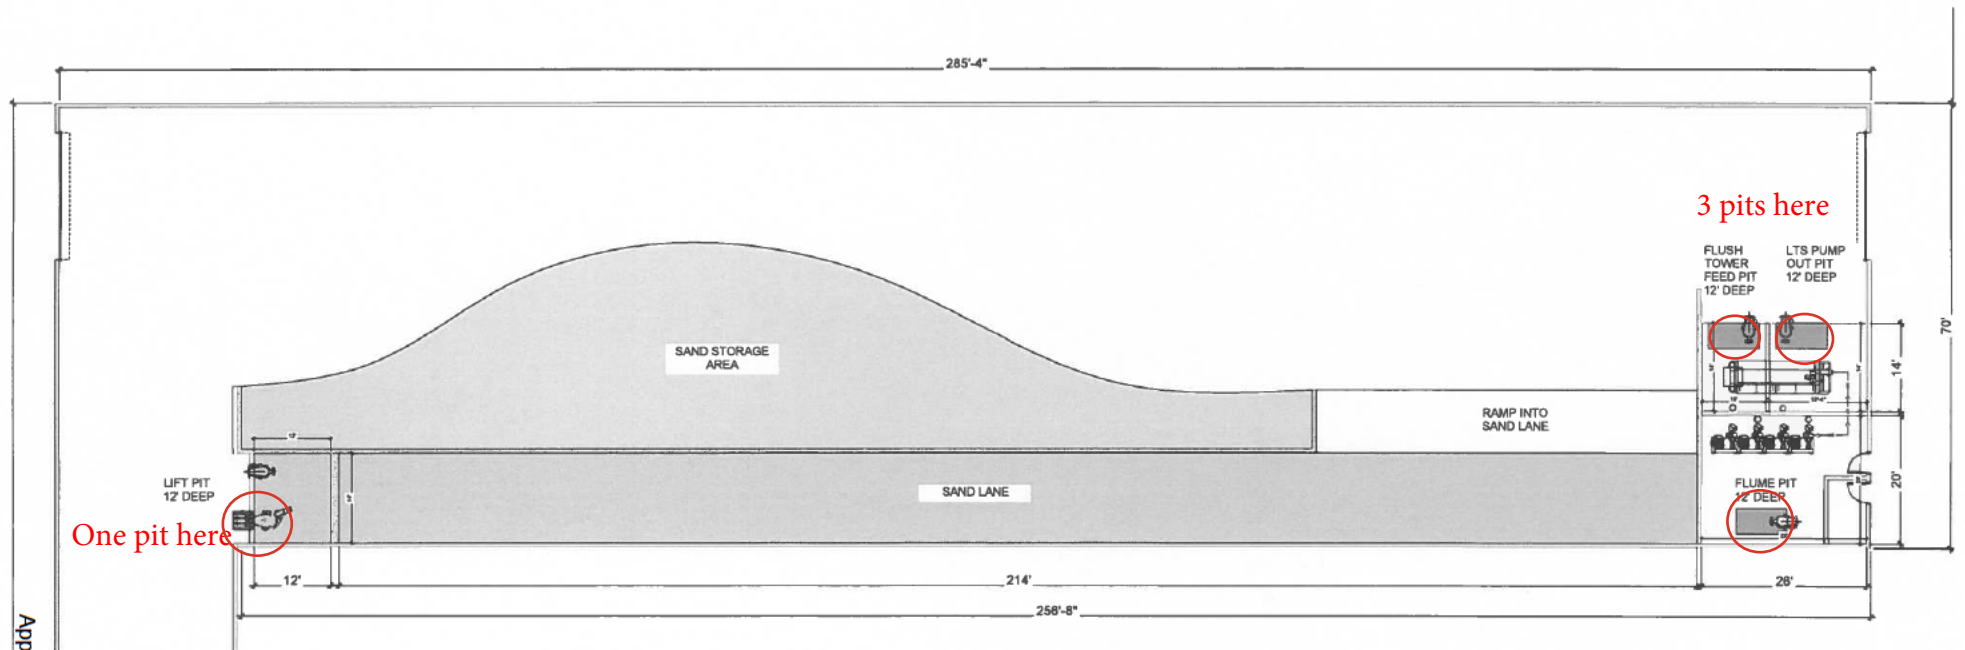 285'-4"
3 pits here
FLUSH
TOWER
FEED PIT
12' DEEP
LTS PUMP
OUT PIT
12' DEEP
70'
SAND STORAGE
AREA
14'
RAMP INTO
SAND LANE
12'
LIFT PIT
12' DEEP
One pit here
SAND LANE
FLUME PIT
12' DEEP
20'
12'
214'
26'
256'-8"
App